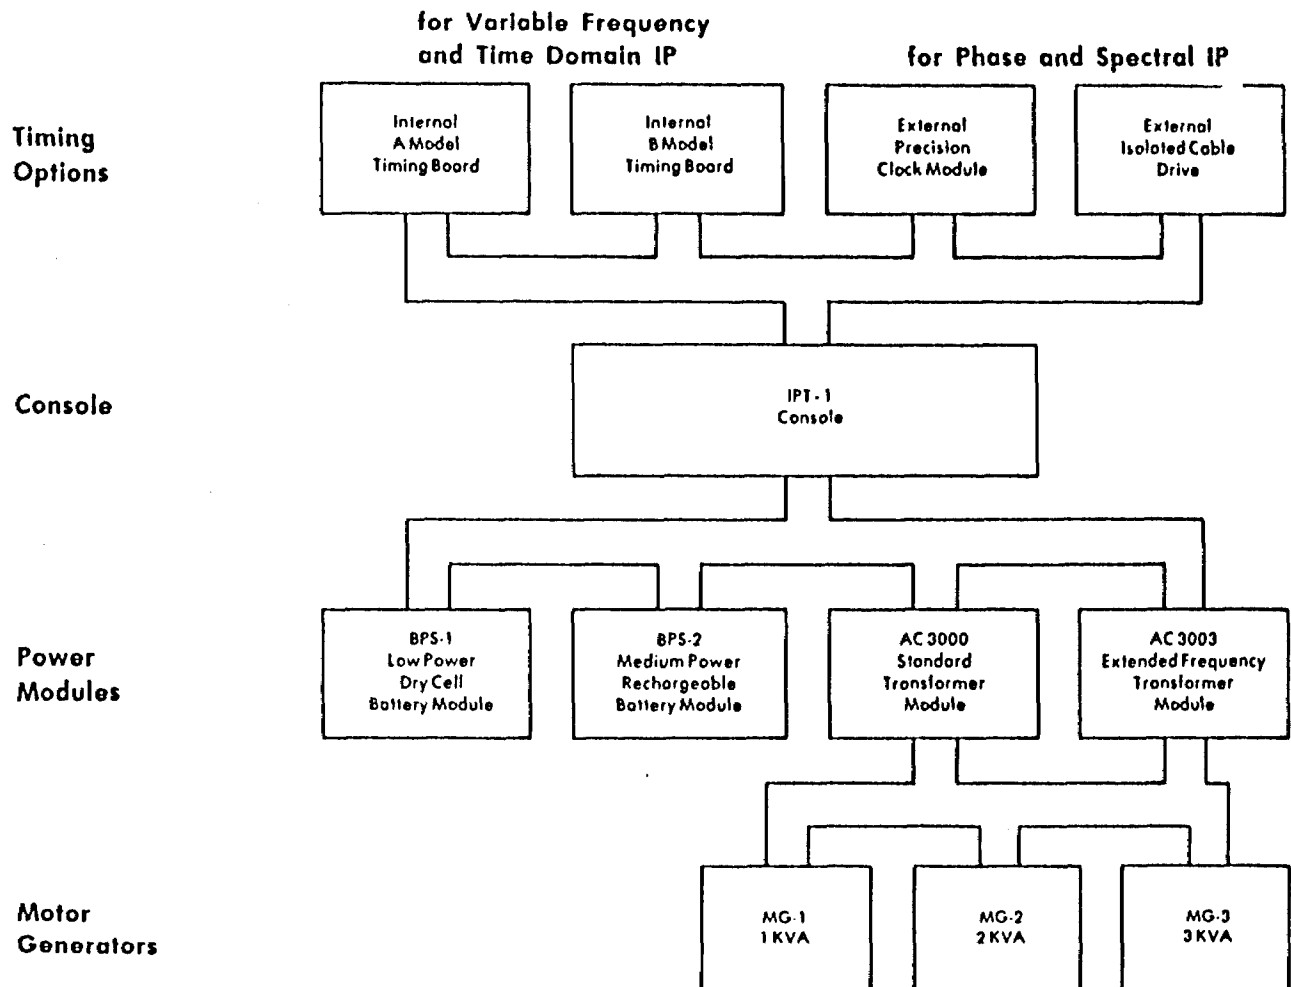 for Variable Frequency
and Time Domain IP
for Phase and Spectral IP
Timing
Options
Internal
A Model
Timing Board
Internal
B Model
Timing Board
External
Precision
Clock Module
External
Isolated Cable
Drive
Console
IPT-1
Console
Power
Modules
BPS-1
Low Power
Dry Cell
Battery Module
BPS-2
Medium Power
Rechargeable
Battery Module
AC 3000
Standard
Transformer
Module
AC 3003
Extended Frequency
Transformer
Module
Motor
Generators
MG-1
1 KVA
MG-2
2 KVA
MG-3
3 KVA